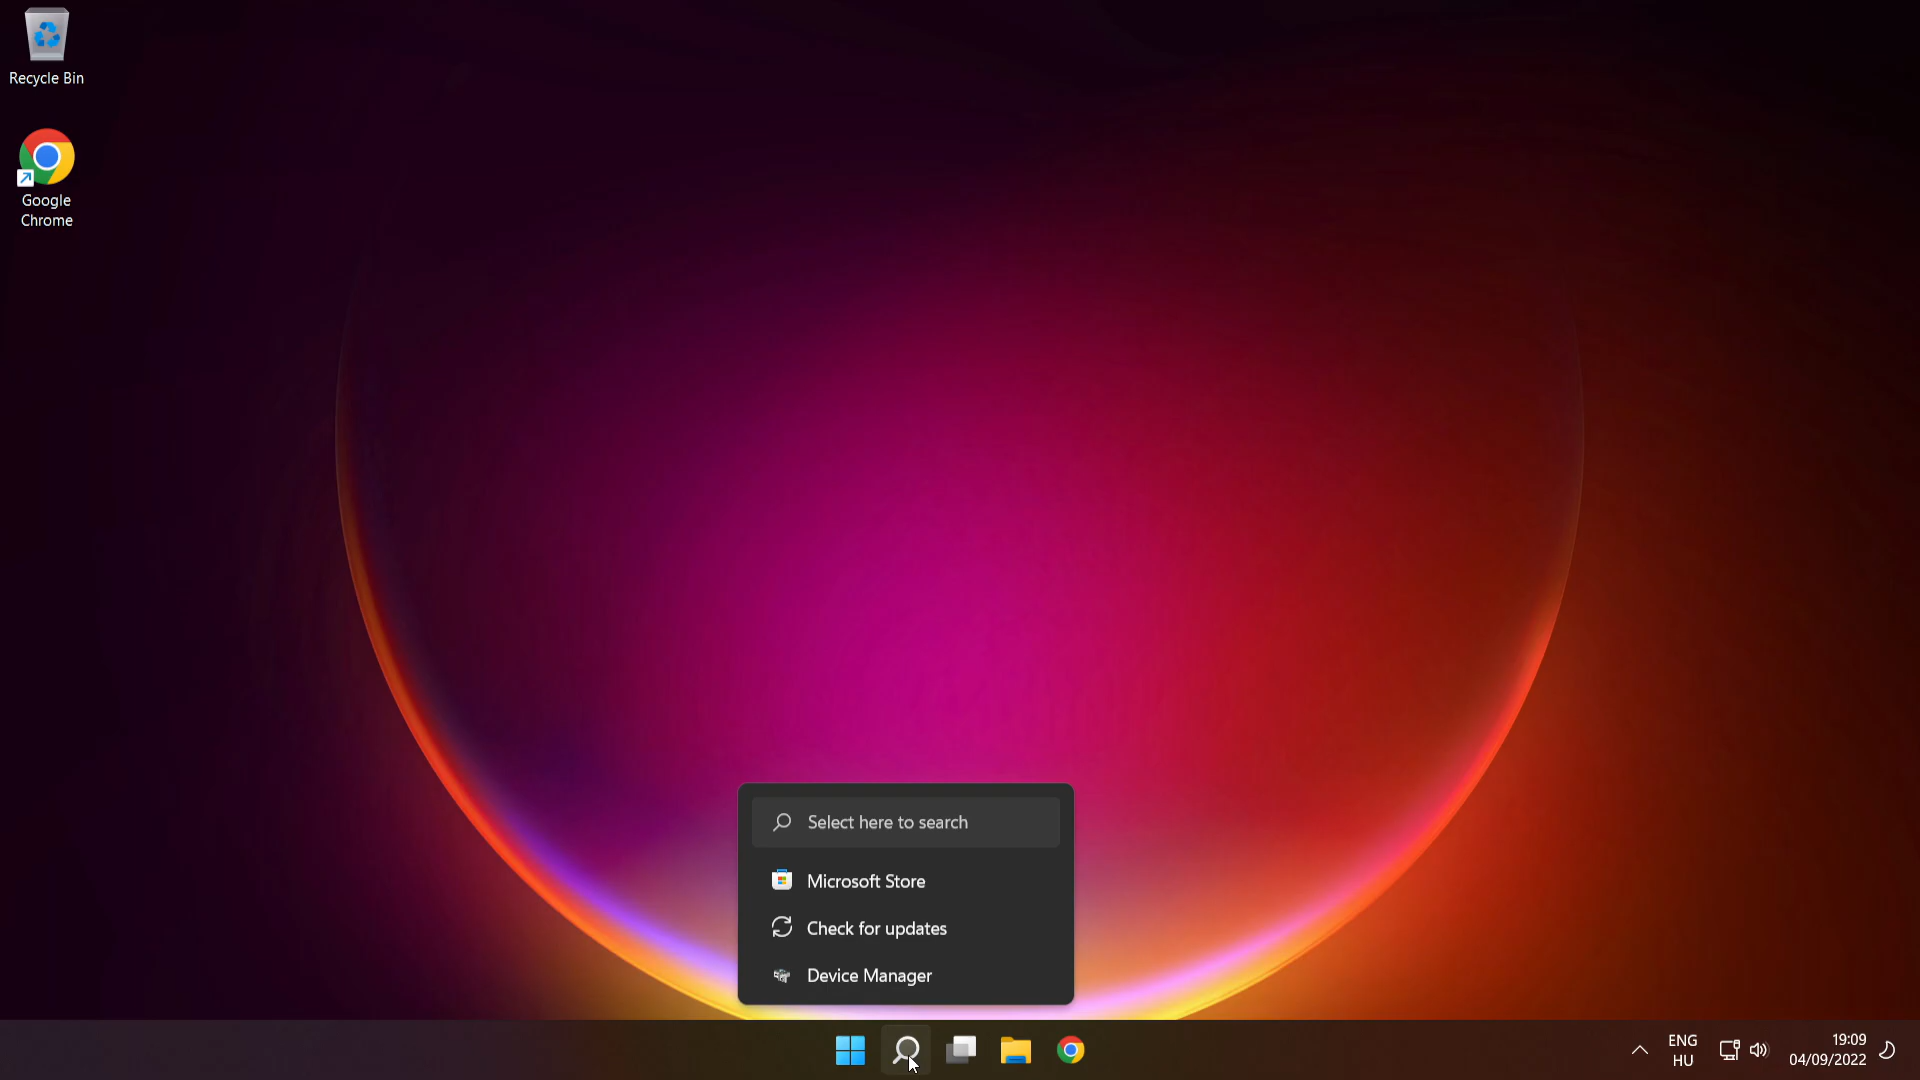 Recycle Bin
Google
Chrome
Select here to search
Microsoft Store
Check for updates
Device Manager
ENG
HU
19:09
04/09/2022